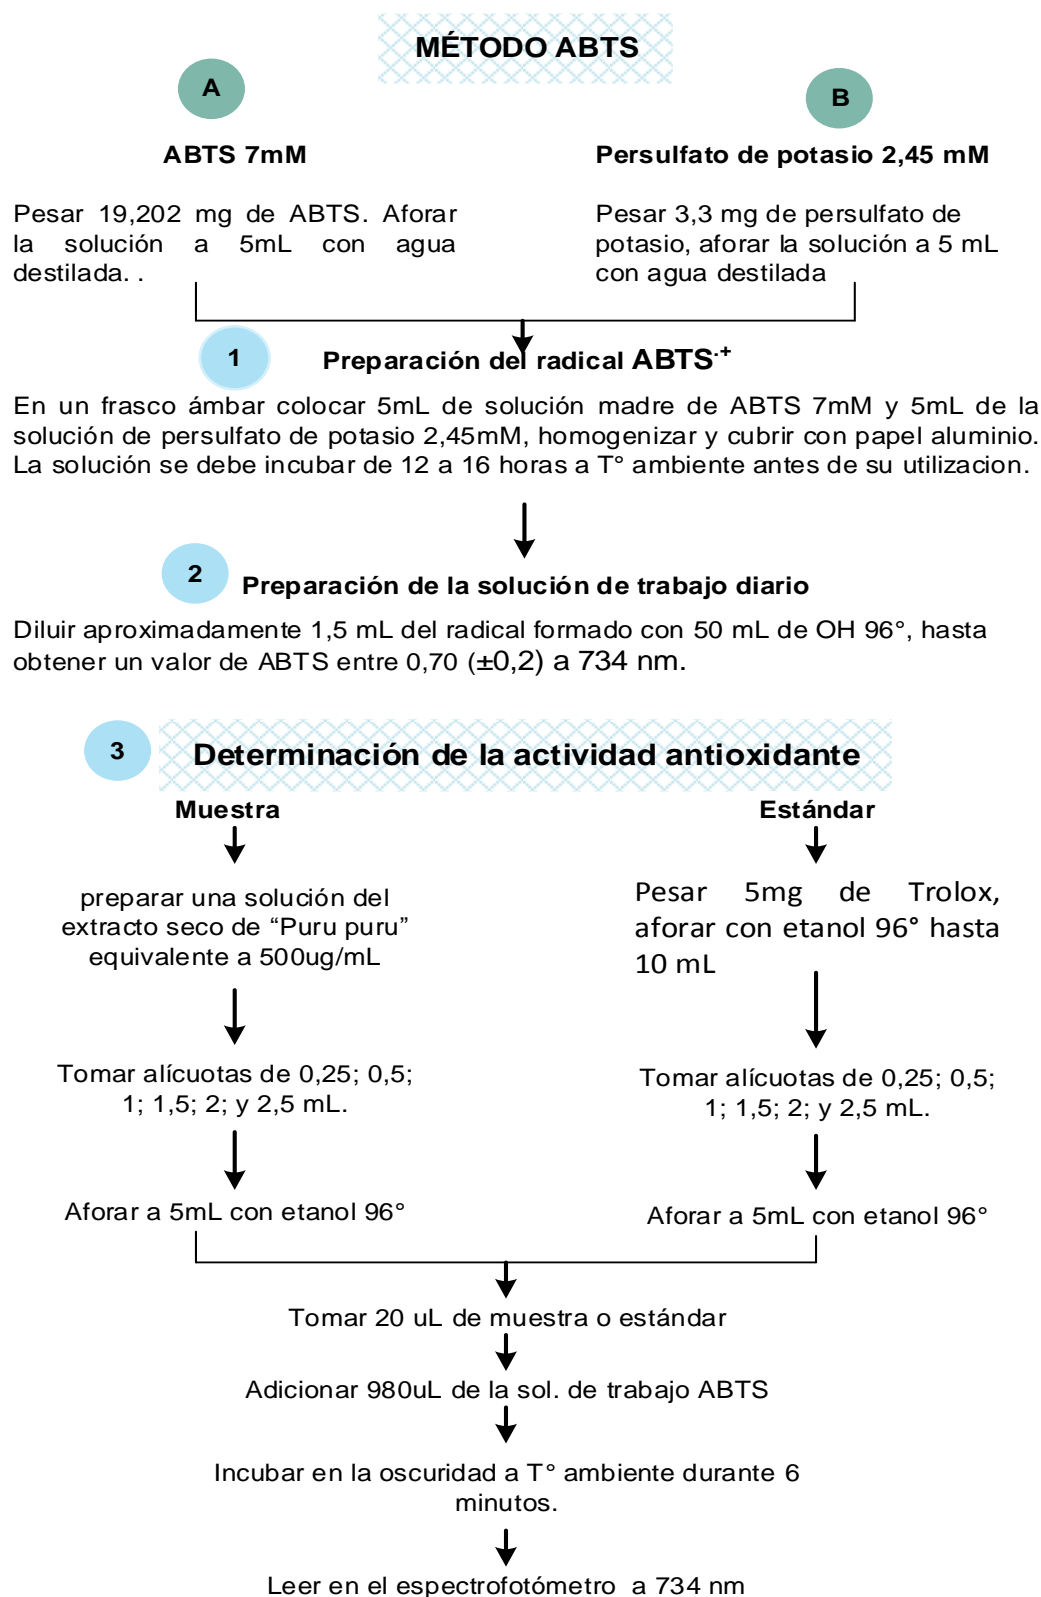 MÉTODO ABTS
A
B
ABTS 7mM
Pesar 19,202 mg de ABTS. Aforar
la solución a 5mL con agua
destilada. .
Persulfato de potasio 2,45 mM
Pesar 3,3 mg de persulfato de
potasio, aforar la solución a 5 mL
con agua destilada
1
Preparación del radical ABTS·+
En un frasco ámbar colocar 5mL de solución madre de ABTS 7mM y 5mL de la
solución de persulfato de potasio 2,45mM, homogenizar y cubrir con papel aluminio.
La solución se debe incubar de 12 a 16 horas a T° ambiente antes de su utilizacion.
2
Preparación de la solución de trabajo diario
Diluir aproximadamente 1,5 mL del radical formado con 50 mL de OH 96°, hasta
obtener un valor de ABTS entre 0,70 (±0,2) a 734 nm.
3
Determinación de la actividad antioxidante
Muestra
preparar una solución del
extracto seco de “Puru puru”
equivalente a 500ug/mL
Tomar alícuotas de 0,25; 0,5;
1; 1,5; 2; y 2,5 mL.
Aforar a 5mL con etanol 96°
Estándar
Pesar 5mg de Trolox,
aforar con etanol 96° hasta
10 mL
Tomar alícuotas de 0,25; 0,5;
1; 1,5; 2; y 2,5 mL.
Aforar a 5mL con etanol 96°
Tomar 20 uL de muestra o estándar
Adicionar 980uL de la sol. de trabajo ABTS
Incubar en la oscuridad a T° ambiente durante 6
minutos.
Leer en el espectrofotómetro a 734 nm